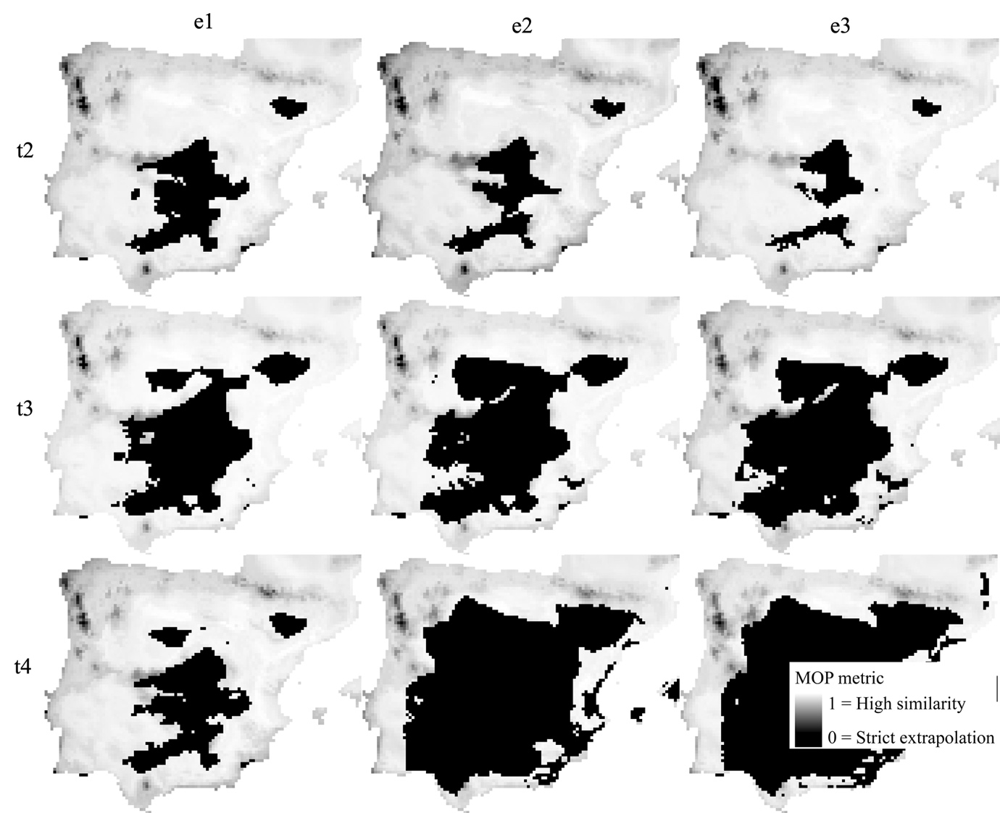 e1
e2
e3
t2
t3
t4
MOP metric
1 = High similarity
0 = Strict extrapolation